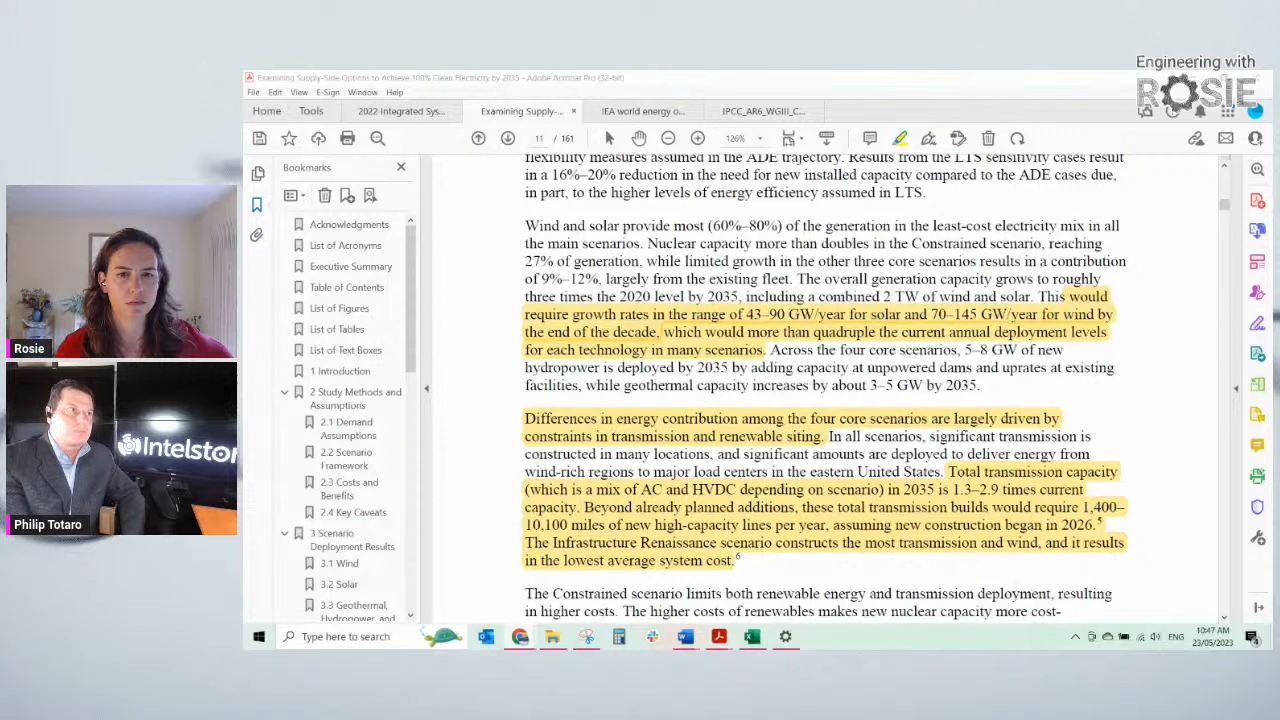 Engineering with
ROSIE
Examining Supply-Side Options to Achieve 100% Clean Electricity by 2035 - Adobe Acrobat Pro (32-bit)
File Edit View E-Sign Window Help
Home Tools 2022 Integrated Sys... Examining Supply-... × IEA world energy o... IPCC_AR6_WGIII_C...
11 / 161 126%
Bookmarks
Acknowledgments
List of Acronyms
Executive Summary
Table of Contents
List of Figures
List of Tables
List of Text Boxes
1 Introduction
2 Study Methods and
Assumptions
2.1 Demand
Assumptions
2.2 Scenario
Framework
2.3 Costs and
Benefits
2.4 Key Caveats
3 Scenario
Deployment Results
3.1 Wind
3.2 Solar
3.3 Geothermal,
Hydropower, and
flexibility measures assumed in the ADE trajectory. Results from the LTS sensitivity cases result
in a 16%–20% reduction in the need for new installed capacity compared to the ADE cases due,
in part, to the higher levels of energy efficiency assumed in LTS.
Wind and solar provide most (60%–80%) of the generation in the least-cost electricity mix in all
the main scenarios. Nuclear capacity more than doubles in the Constrained scenario, reaching
27% of generation, while limited growth in the other three core scenarios results in a contribution
of 9%–12%, largely from the existing fleet. The overall generation capacity grows to roughly
three times the 2020 level by 2035, including a combined 2 TW of wind and solar. This would
require growth rates in the range of 43–90 GW/year for solar and 70–145 GW/year for wind by
the end of the decade, which would more than quadruple the current annual deployment levels
for each technology in many scenarios. Across the four core scenarios, 5–8 GW of new
hydropower is deployed by 2035 by adding capacity at unpowered dams and uprates at existing
facilities, while geothermal capacity increases by about 3–5 GW by 2035.
Differences in energy contribution among the four core scenarios are largely driven by
constraints in transmission and renewable siting. In all scenarios, significant transmission is
constructed in many locations, and significant amounts are deployed to deliver energy from
wind-rich regions to major load centers in the eastern United States. Total transmission capacity
(which is a mix of AC and HVDC depending on scenario) in 2035 is 1.3–2.9 times current
capacity. Beyond already planned additions, these total transmission builds would require 1,400–
10,100 miles of new high-capacity lines per year, assuming new construction began in 2026.⁵
The Infrastructure Renaissance scenario constructs the most transmission and wind, and it results
in the lowest average system cost.⁶
The Constrained scenario limits both renewable energy and transmission deployment, resulting
in higher costs. The higher costs of renewables makes new nuclear capacity more cost-
Rosie
Intelstor
Philip Totaro
Type here to search
ENG
10:47 AM
23/05/2023